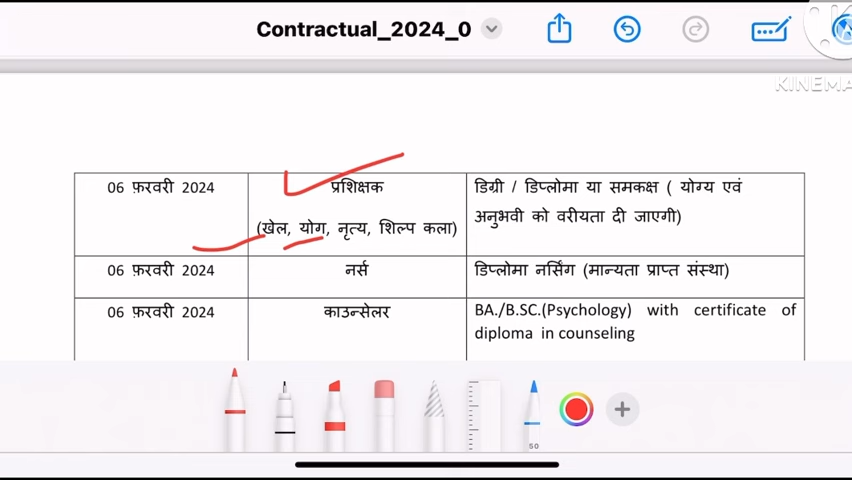 Contractual_2024_0
KINEMA
06 फ़रवरी 2024
प्रशिक्षक
(खेल, योग, नृत्य, शिल्प कला)
डिग्री / डिप्लोमा या समकक्ष ( योग्य एवं
अनुभवी को वरीयता दी जाएगी)
06 फ़रवरी 2024
नर्स
डिप्लोमा नर्सिंग (मान्यता प्राप्त संस्था)
06 फ़रवरी 2024
काउन्सेलर
BA./B.SC.(Psychology) with certificate of
diploma in counseling
50